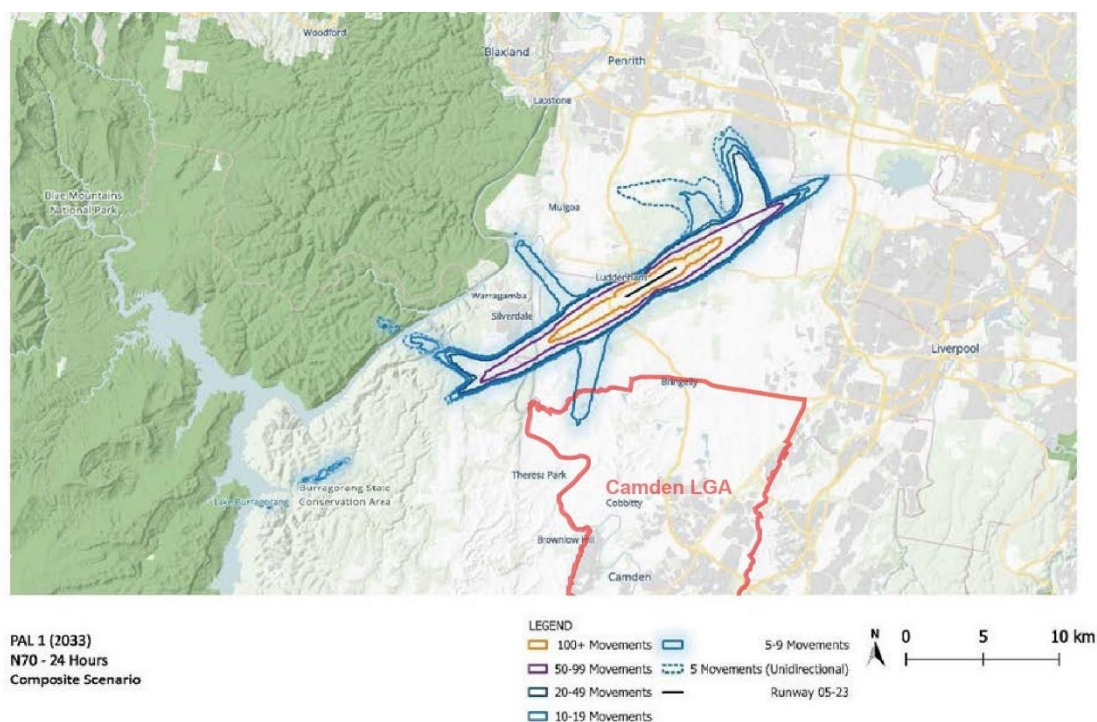 Woodford
Blaxland
Penrith
Lapstone
Blue Mountains
National Park
Mulgoa
Luddenham
Warragamba
Silverdale
Liverpool
Bringelly
Theresa Park
Camden LGA
Burragorang State
Conservation Area
Lake Burragorang
Cobbitty
Brownlow Hill
Camden
PAL 1 (2033)
N70 - 24 Hours
Composite Scenario
LEGEND
100+ Movements
50-99 Movements
20-49 Movements
10-19 Movements
5-9 Movements
5 Movements (Unidirectional)
Runway 05-23
N
0 5 10 km